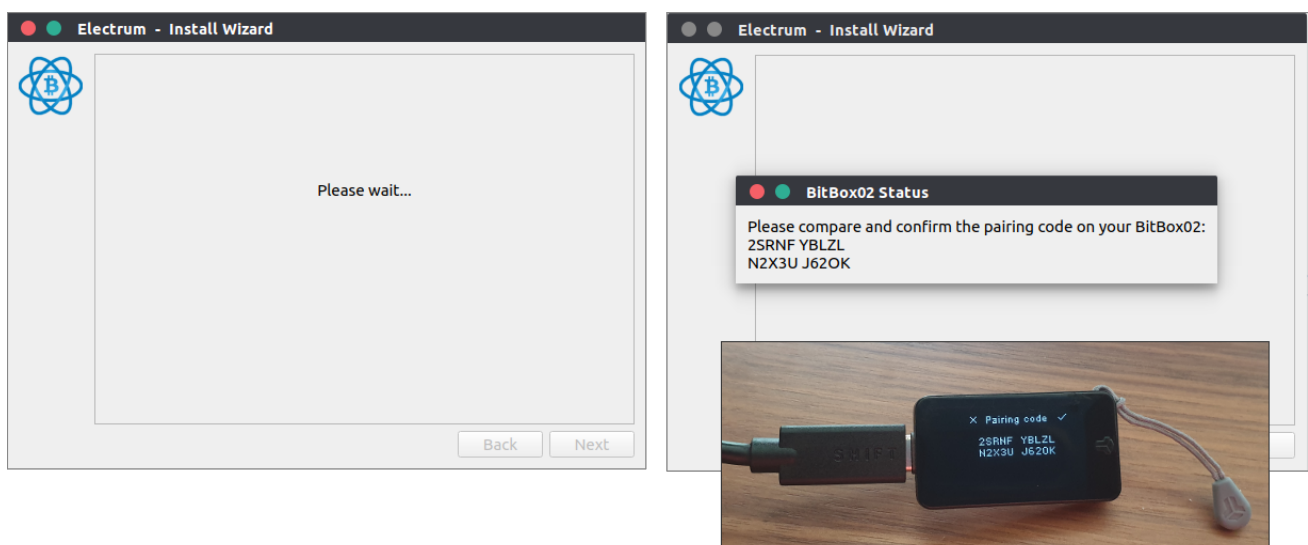 Electrum - Install Wizard
Please wait...
Back
Next
Electrum - Install Wizard
BitBox02 Status
Please compare and confirm the pairing code on your BitBox02:
2SRNF YBLZL
N2X3U J62OK
× Pairing code ✓
2SRNF YBLZL
N2X3U J62OK
SHIFT